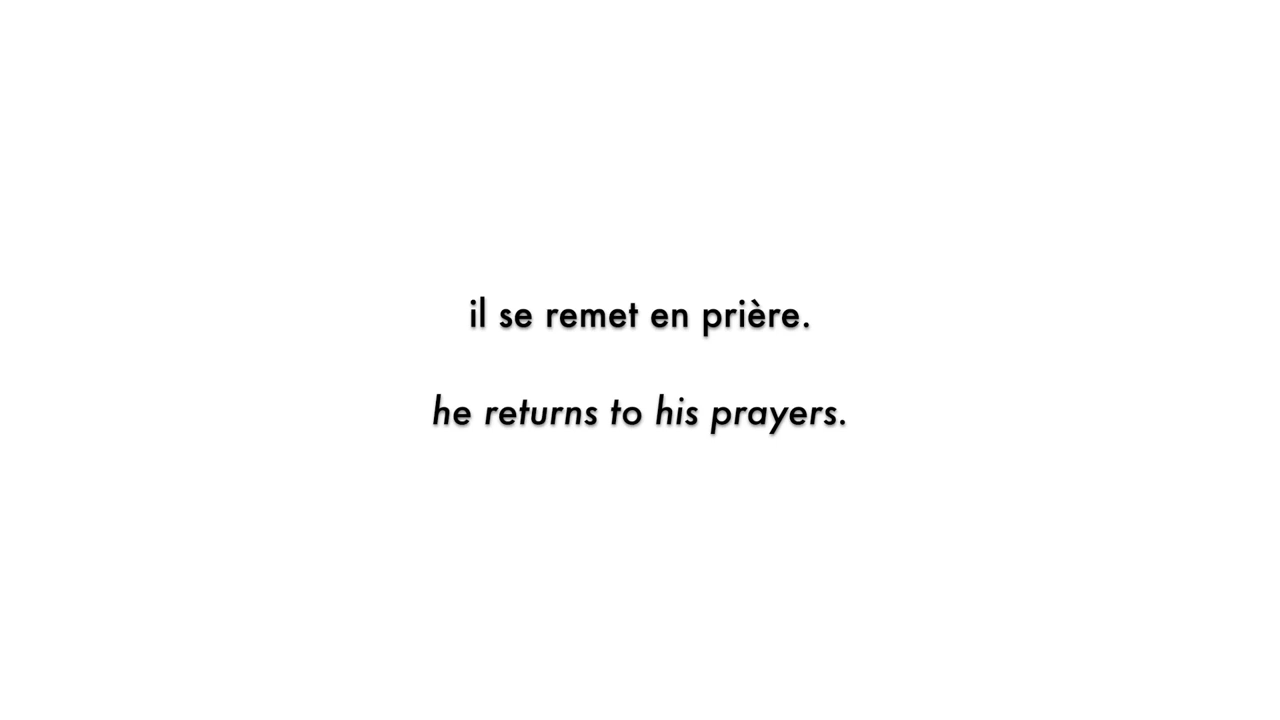 il se remet en prière.
he returns to his prayers.